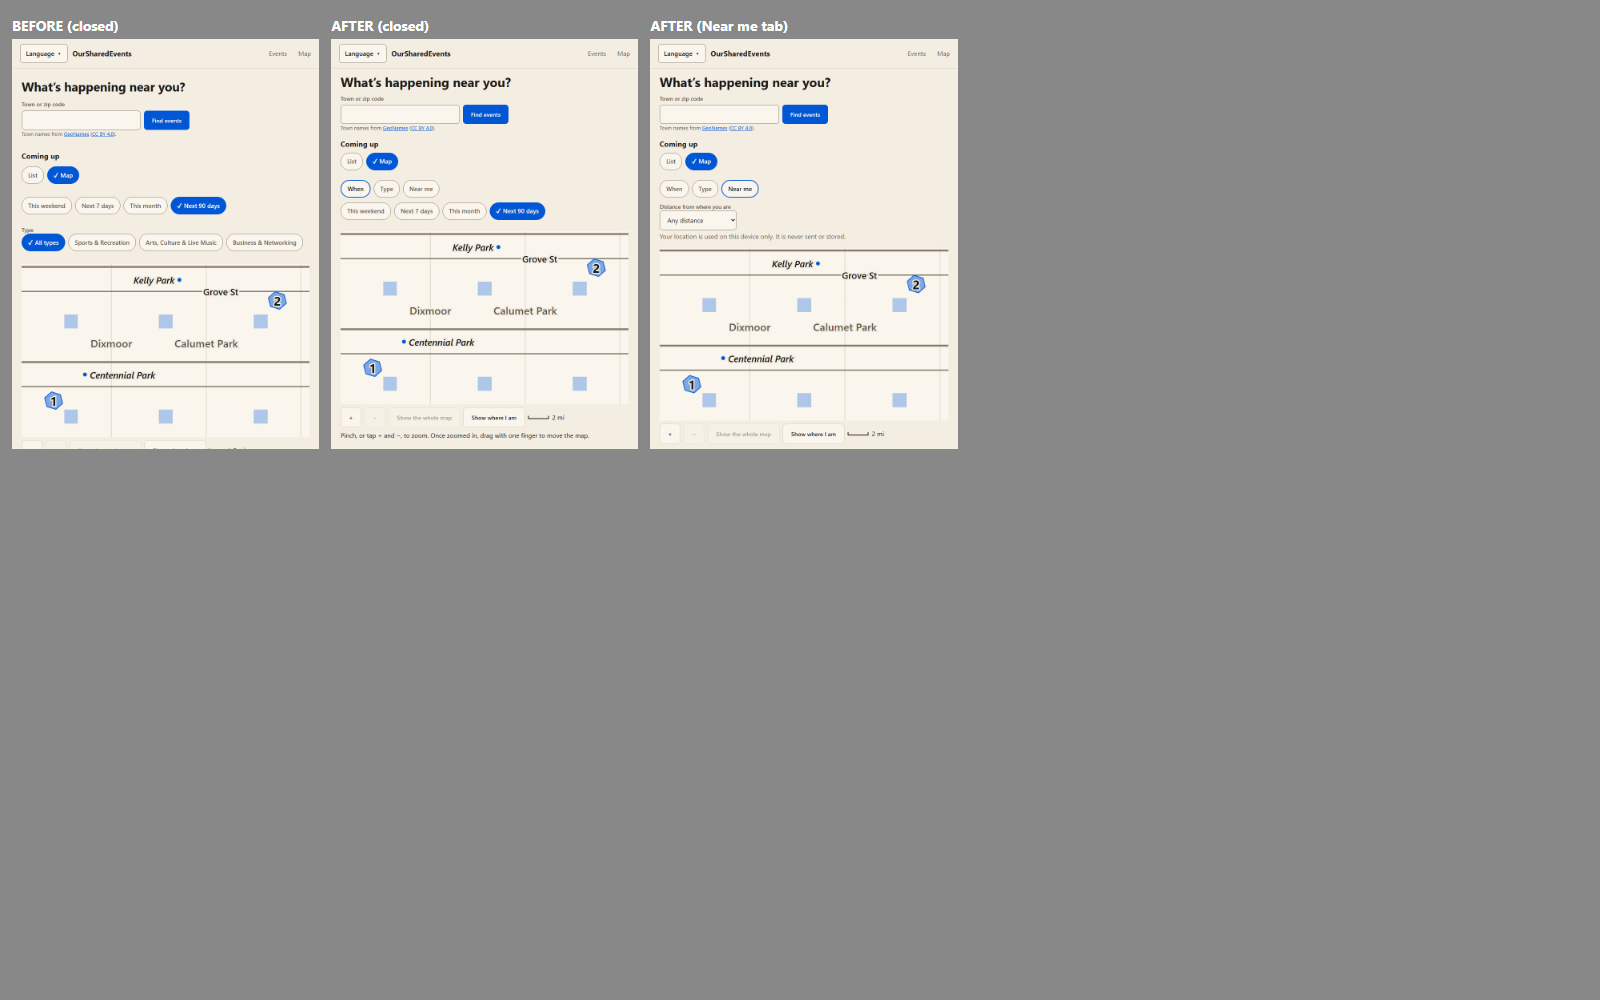 BEFORE (closed)
Language ▾ OurSharedEvents Events Map
What's happening near you?
Town or zip code
Find events
Town names from GeoNames (CC BY 4.0).
Coming up
List ✓ Map
This weekend Next 7 days This month ✓ Next 90 days
Type
✓ All types Sports & Recreation Arts, Culture & Live Music Business & Networking
Kelly Park
Grove St
2
Dixmoor Calumet Park
Centennial Park
1
AFTER (closed)
Language ▾ OurSharedEvents Events Map
What's happening near you?
Town or zip code
Find events
Town names from GeoNames (CC BY 4.0).
Coming up
List ✓ Map
When Type Near me
This weekend Next 7 days This month ✓ Next 90 days
Kelly Park
Grove St
2
Dixmoor Calumet Park
Centennial Park
1
+ − Show the whole map Show where I am 2 mi
Pinch, or tap + and −, to zoom. Once zoomed in, drag with one finger to move the map.
AFTER (Near me tab)
Language ▾ OurSharedEvents Events Map
What's happening near you?
Town or zip code
Find events
Town names from GeoNames (CC BY 4.0).
Coming up
List ✓ Map
When Type Near me
Distance from where you are
Any distance
Your location is used on this device only. It is never sent or stored.
Kelly Park
Grove St
2
Dixmoor Calumet Park
Centennial Park
1
+ − Show the whole map Show where I am 2 mi